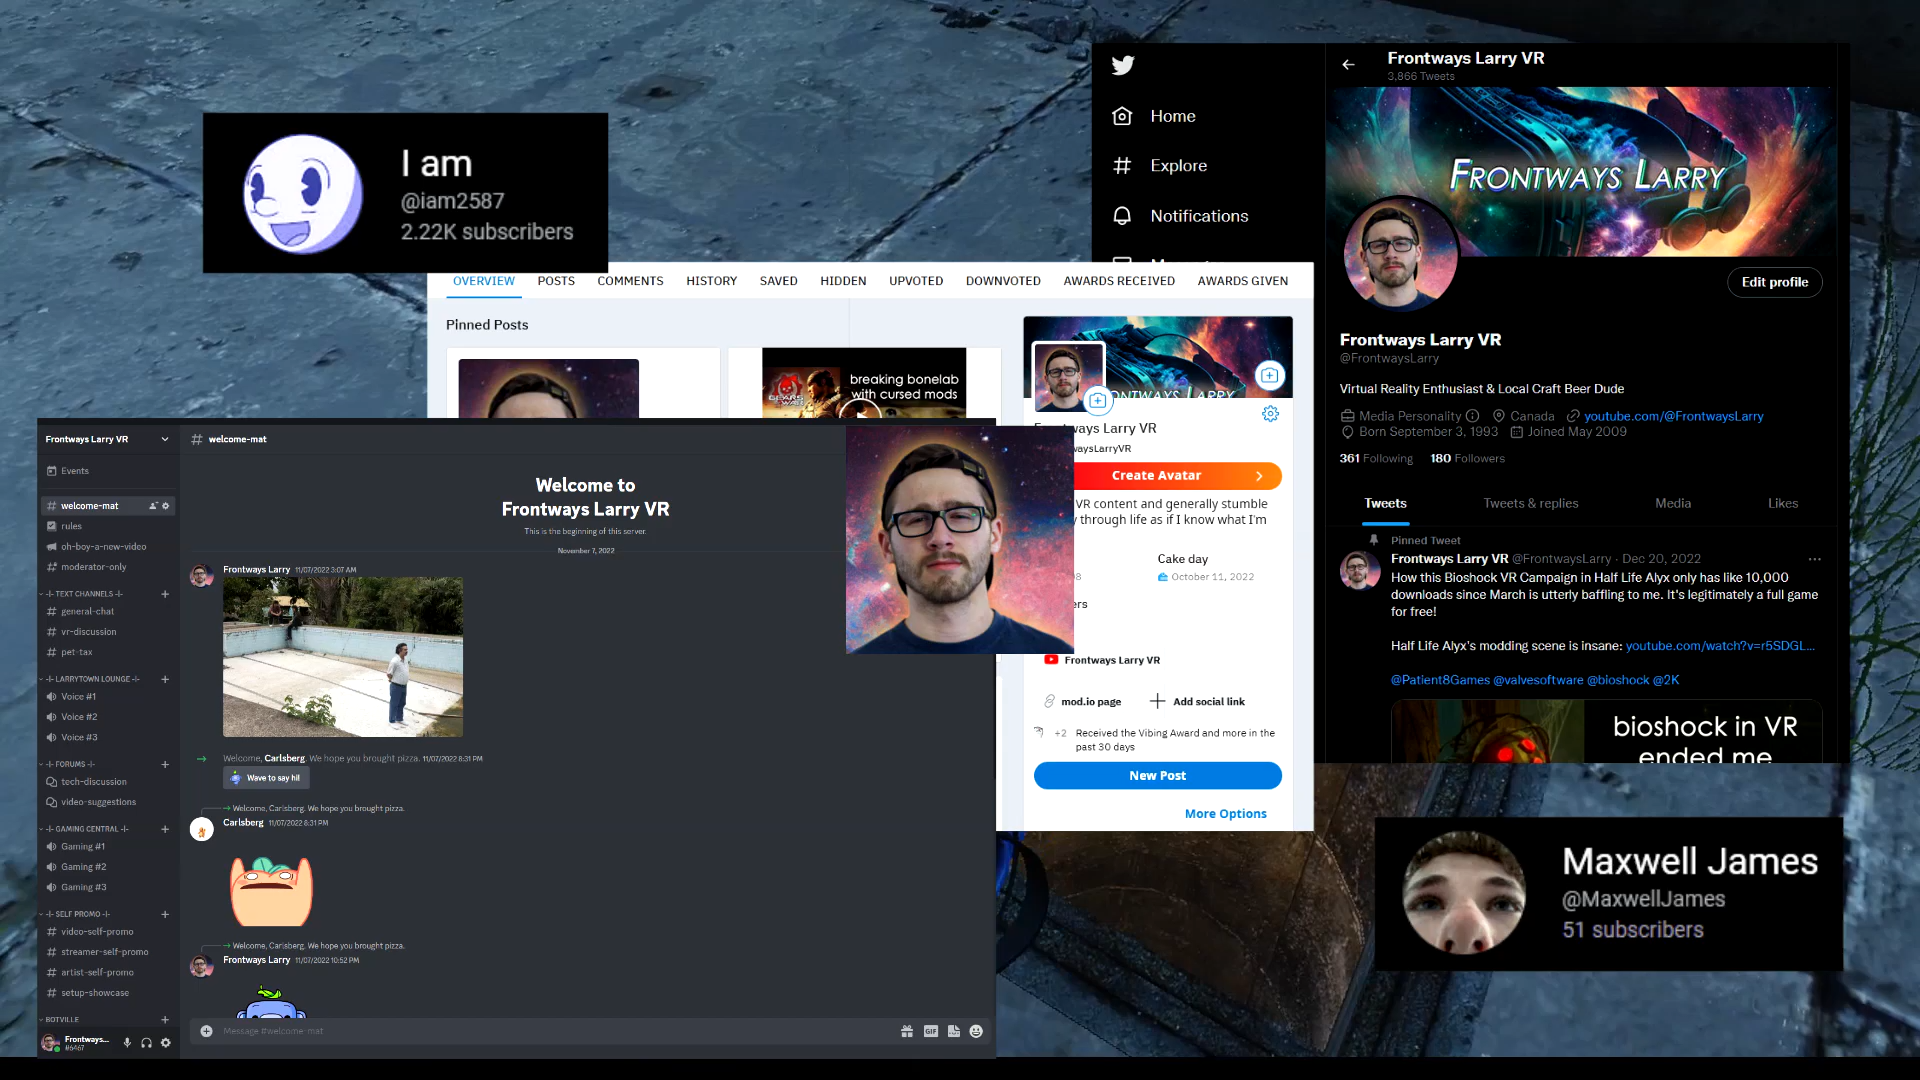 I am
@iam2587
2.22K subscribers
Home
Explore
Notifications
Frontways Larry VR
3,866 Tweets
FRONTWAYS LARRY
Edit profile
Frontways Larry VR
@FrontwaysLarry
Virtual Reality Enthusiast & Local Craft Beer Dude
Media Personality Canada youtube.com/@FrontwaysLarry
Born September 3, 1993 Joined May 2009
361 Following 180 Followers
Tweets Tweets & replies Media Likes
Pinned Tweet
Frontways Larry VR @FrontwaysLarry · Dec 20, 2022
How this Bioshock VR Campaign in Half Life Alyx only has like 10,000
downloads since March is utterly baffling to me. It's legitimately a full game
for free!
Half Life Alyx's modding scene is insane: youtube.com/watch?v=r5SDGL...
@Patient8Games @valvesoftware @bioshock @2K
bioshock in VR
ended me
OVERVIEW POSTS COMMENTS HISTORY SAVED HIDDEN UPVOTED DOWNVOTED AWARDS RECEIVED AWARDS GIVEN
Pinned Posts
GEARS
breaking bonelab
with cursed mods
ways Larry VR
waysLarryVR
Create Avatar
VR content and generally stumble
through life as if I know what I'm
Cake day
October 11, 2022
ers
Frontways Larry VR
mod.io page Add social link
+2 Received the Vibing Award and more in the
past 30 days
New Post
More Options
Frontways Larry VR
Events
welcome-mat
rules
oh-boy-a-new-video
moderator-only
-|- TEXT CHANNELS -|-
general-chat
vr-discussion
pet-tax
-|- LARRYTOWN LOUNGE -|-
Voice #1
Voice #2
Voice #3
-|- FORUMS -|-
tech-discussion
video-suggestions
-|- GAMING CENTRAL -|-
Gaming #1
Gaming #2
Gaming #3
-|- SELF PROMO -|-
video-self-promo
streamer-self-promo
artist-self-promo
setup-showcase
BOTVILLE
Frontways...
#6467
# welcome-mat
Welcome to
Frontways Larry VR
This is the beginning of this server.
November 7, 2022
Frontways Larry 11/07/2022 3:07 AM
Welcome, Carlsberg. We hope you brought pizza. 11/07/2022 8:31 PM
Wave to say hi!
Welcome, Carlsberg. We hope you brought pizza.
Carlsberg 11/07/2022 8:31 PM
Welcome, Carlsberg. We hope you brought pizza.
Frontways Larry 11/07/2022 10:52 PM
Message #welcome-mat
GIF
Maxwell James
@MaxwellJames
51 subscribers